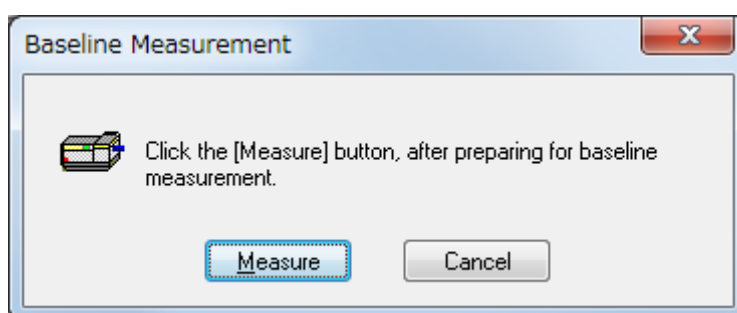 Baseline Measurement
Click the [Measure] button, after preparing for baseline
measurement.
Measure
Cancel